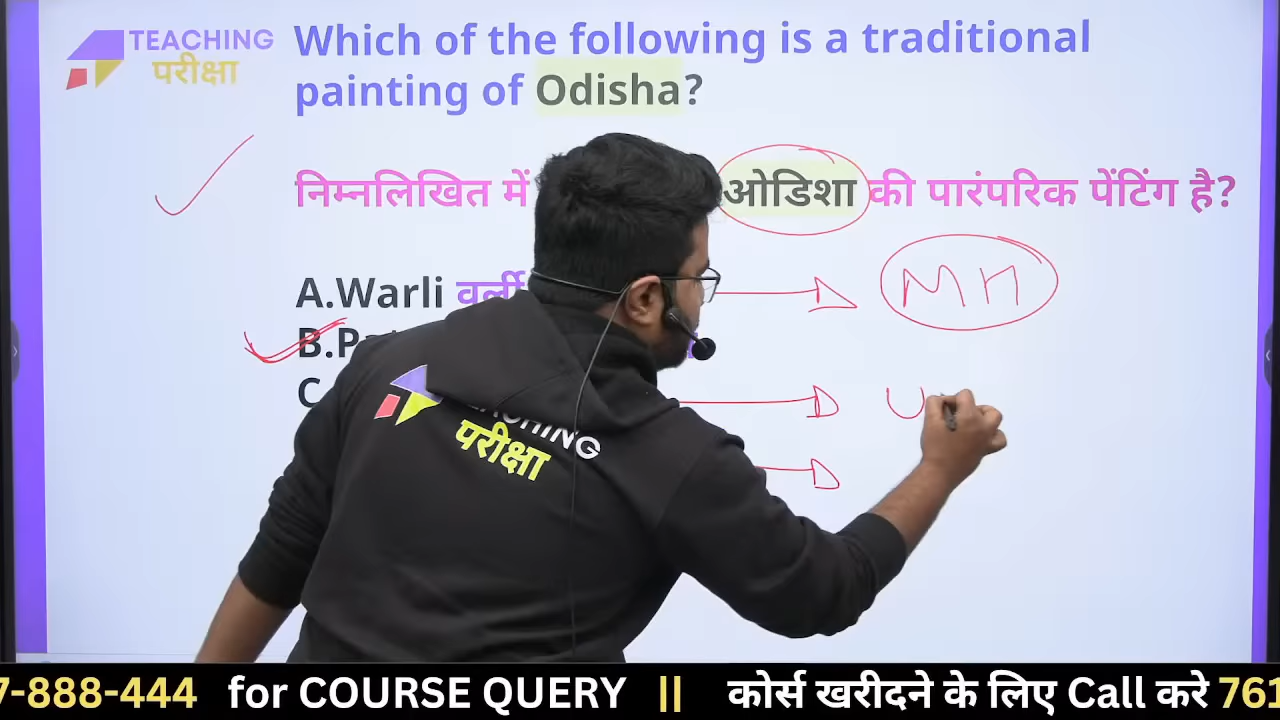 TEACHING
परीक्षा
Which of the following is a traditional
painting of Odisha?
निम्नलिखित में ओडिशा की पारंपरिक पेंटिंग है?
A.Warli वर्ली
MH
B.
C
U
TEACHING
परीक्षा
7-888-444 for COURSE QUERY || कोर्स खरीदने के लिए Call करे 761